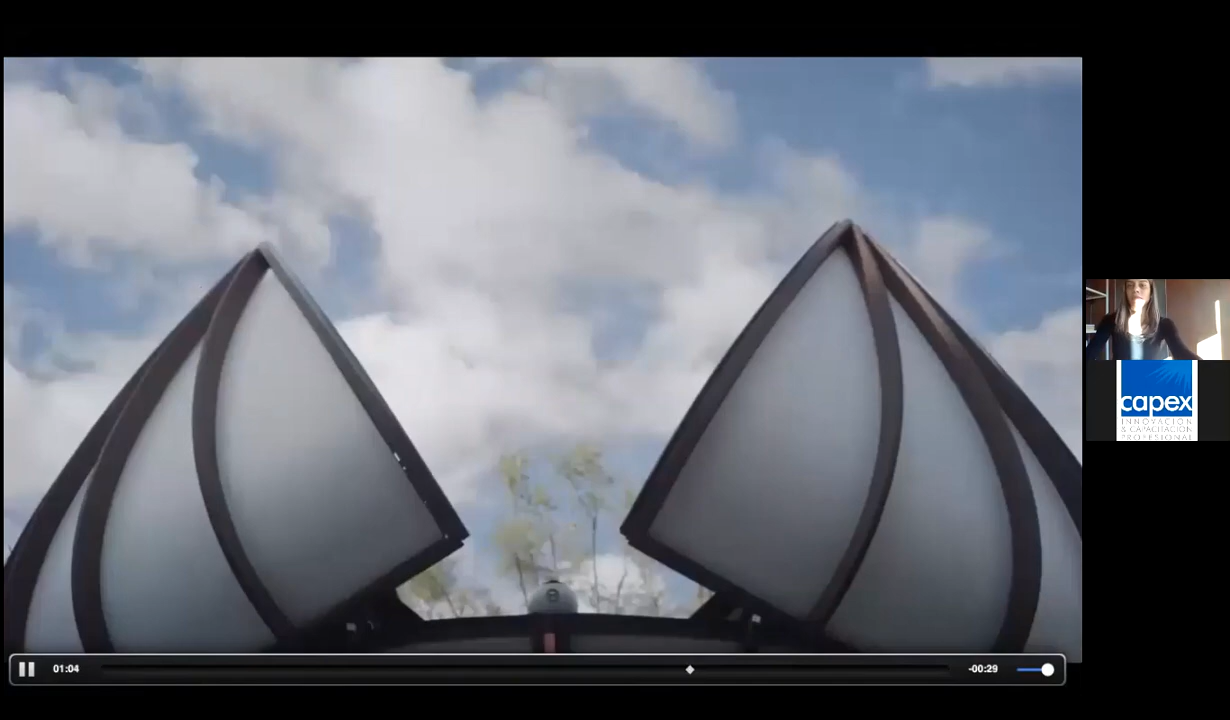 01:04
-00:29
capex
INNOVACIÓN
& CAPACITACIÓN
PROFESIONAL